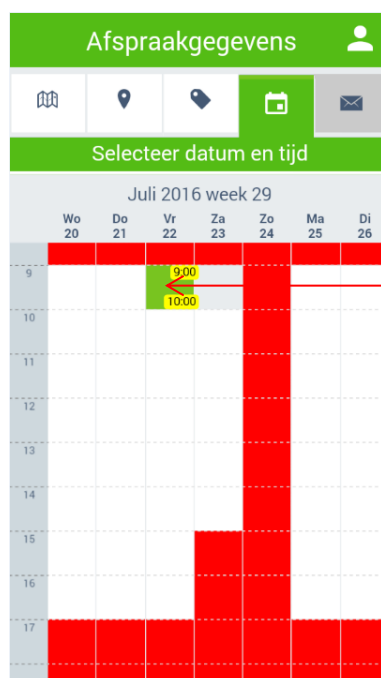 Afspraakgegevens
Selecteer datum en tijd
Juli 2016 week 29
Wo Do Vr Za Zo Ma Di
20 21 22 23 24 25 26
9
9:00
10:00
10
11
12
13
14
15
16
17